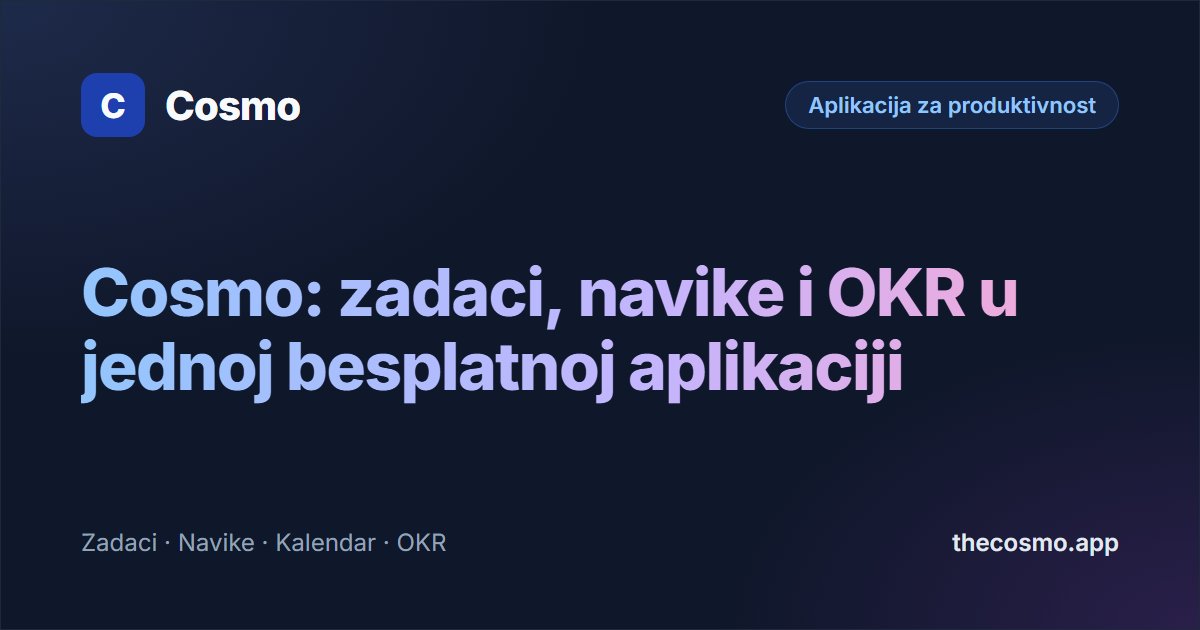 C
Cosmo
Aplikacija za produktivnost
Cosmo: zadaci, navike i OKR u
jednoj besplatnoj aplikaciji
Zadaci · Navike · Kalendar · OKR
thecosmo.app